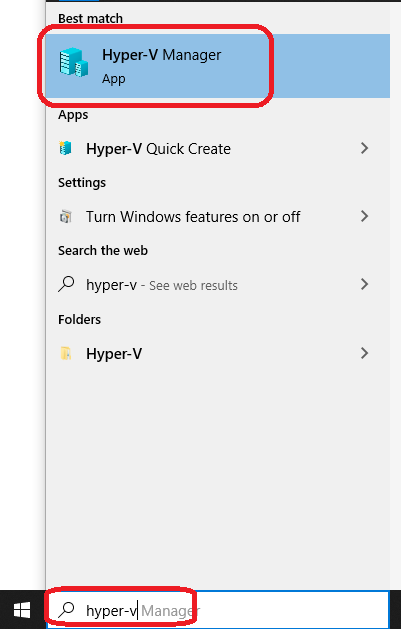 Best match
Hyper-V Manager
App
Apps
Hyper-V Quick Create
Settings
Turn Windows features on or off
Search the web
hyper-v - See web results
Folders
Hyper-V
hyper-v Manager